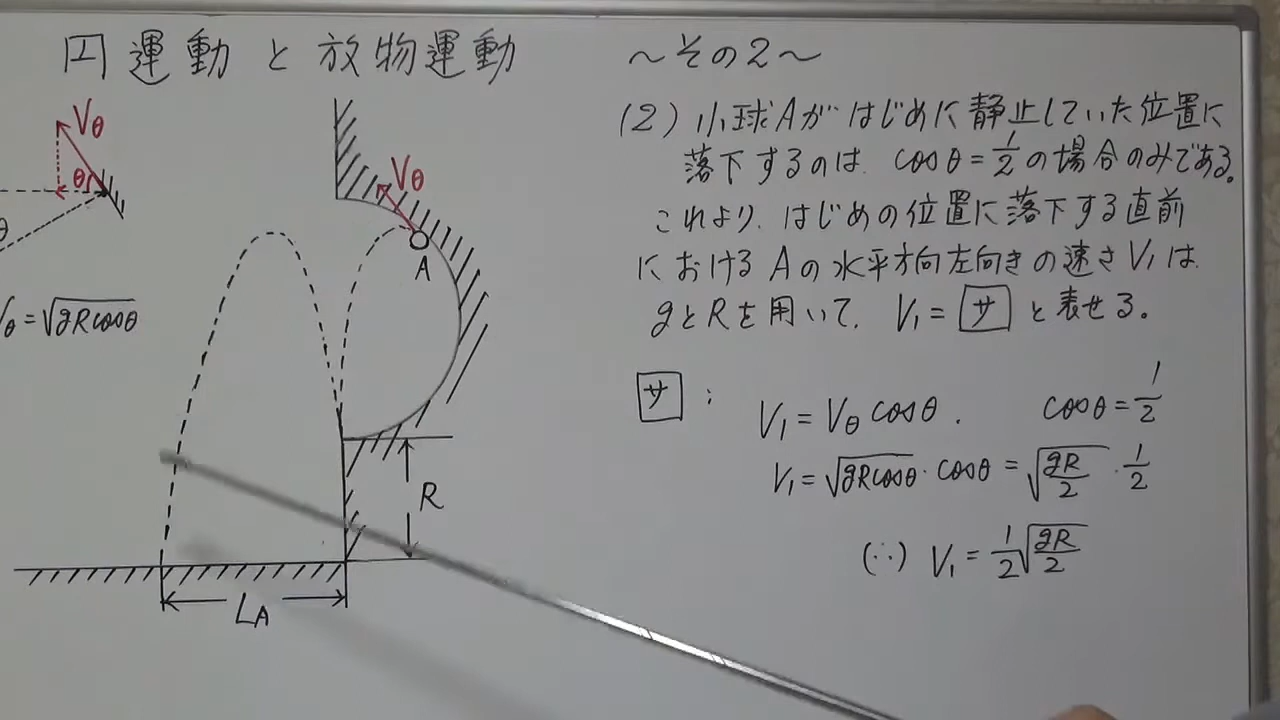 円運動と放物運動 ～その2～
Vθ
θ
θ
Vθ=√gRcosθ
Vθ
A
R
LA
(2) 小球Aがはじめに静止していた位置に
落下するのは、cosθ=1/2の場合のみである。
これより、はじめの位置に落下する直前
におけるAの水平方向左向きの速さV₁は、
gとRを用いて、V₁=サと表せる。
サ: V₁=Vθcosθ. cosθ=1/2
V₁=√gRcosθ・cosθ=√gR/2・1/2
(∴) V₁=1/2√gR/2